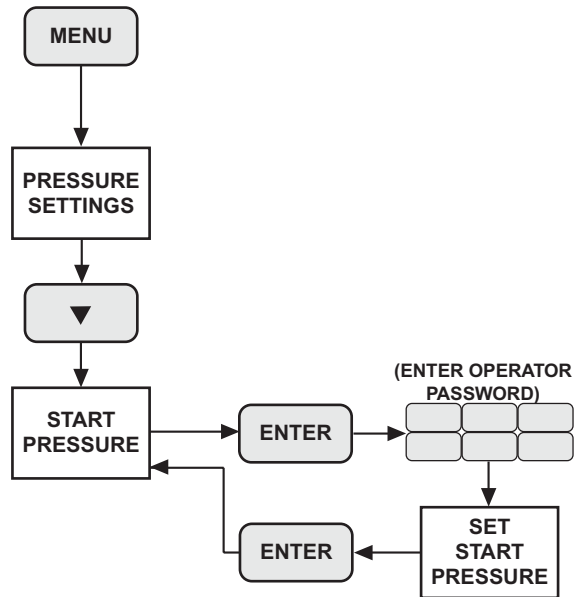 MENU
PRESSURE
SETTINGS
▼
(ENTER OPERATOR
PASSWORD)
START
PRESSURE
ENTER
ENTER
SET
START
PRESSURE